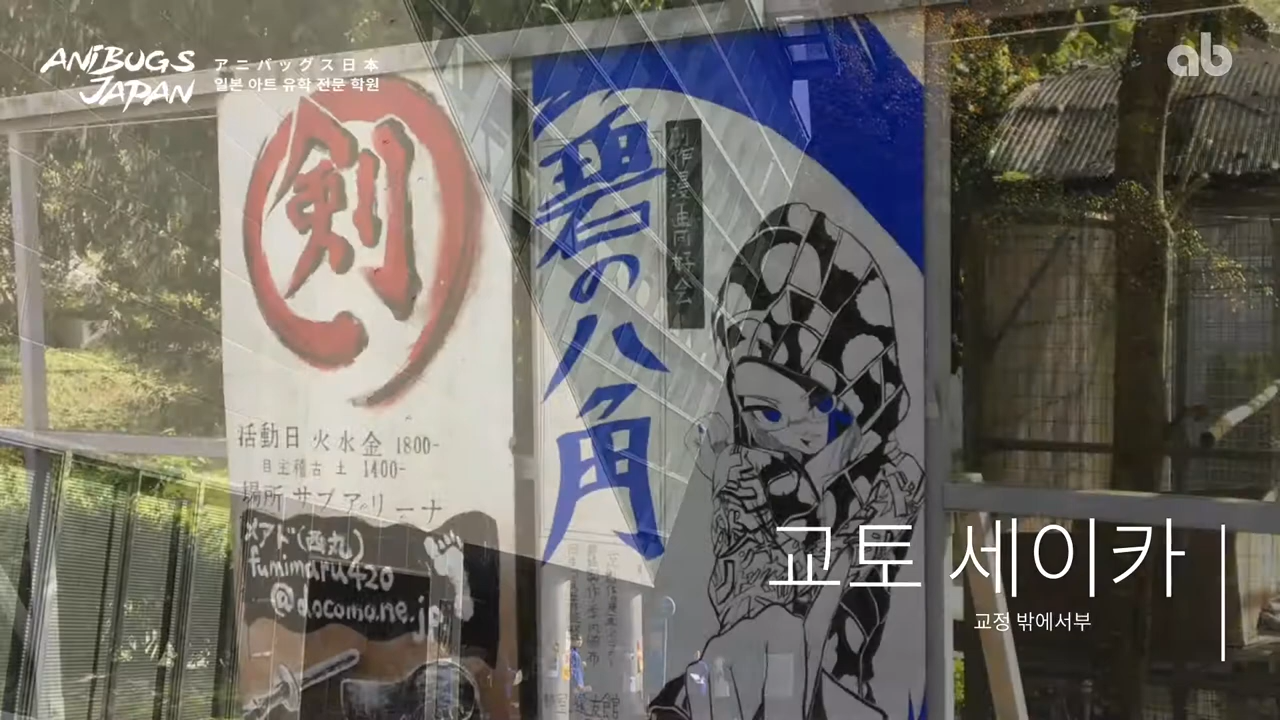 ANiBUGS
JAPAN
アニバッグス日本
일본 아트 유학 전문 학원
ab
剣
活動日 火水金 1800-
自主稽古 土 1400-
場所 サブアリーナ
メアド(西丸)
fumimaru420
@docomo.ne.jp
碧の八角
創作漫画同好会
교토 세이카
교정 밖에서부